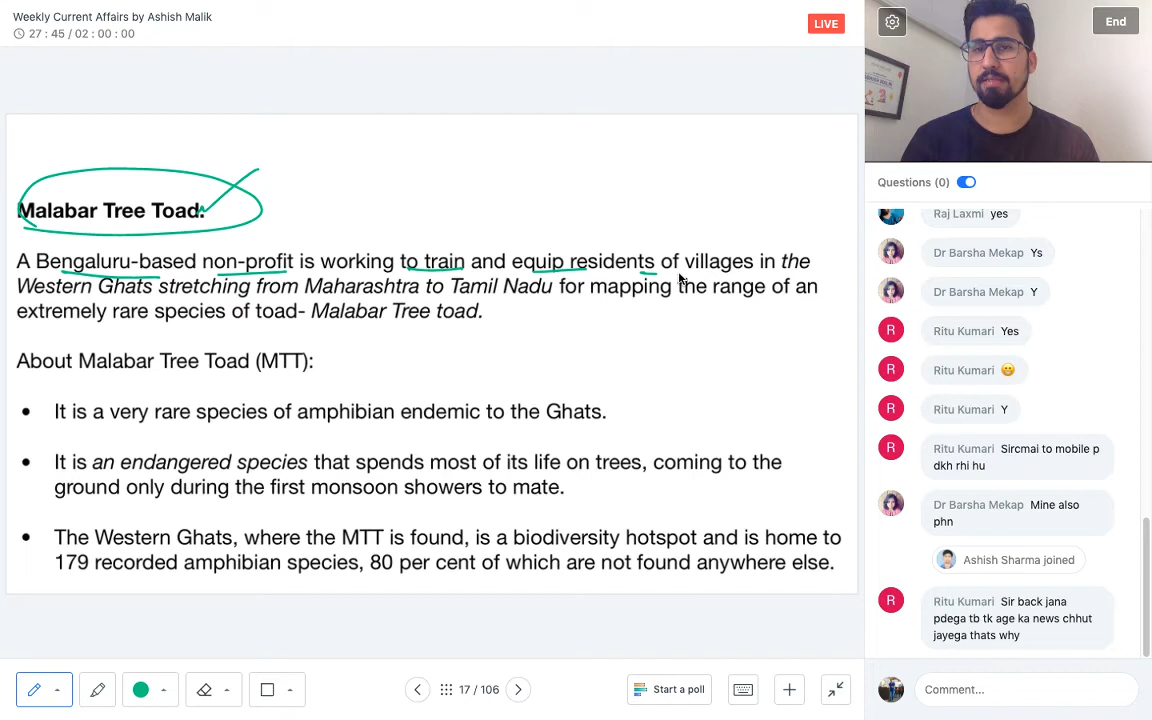 Weekly Current Affairs by Ashish Malik
27 : 45 / 02 : 00 : 00
LIVE
End
Malabar Tree Toad:
A Bengaluru-based non-profit is working to train and equip residents of villages in the
Western Ghats stretching from Maharashtra to Tamil Nadu for mapping the range of an
extremely rare species of toad- Malabar Tree toad.
About Malabar Tree Toad (MTT):
• It is a very rare species of amphibian endemic to the Ghats.
• It is an endangered species that spends most of its life on trees, coming to the
ground only during the first monsoon showers to mate.
• The Western Ghats, where the MTT is found, is a biodiversity hotspot and is home to
179 recorded amphibian species, 80 per cent of which are not found anywhere else.
17 / 106
Start a poll
Questions (0)
Raj Laxmi yes
Dr Barsha Mekap Ys
Dr Barsha Mekap Y
R
Ritu Kumari Yes
R
Ritu Kumari 😁
R
Ritu Kumari Y
R
Ritu Kumari Sircmai to mobile p
dkh rhi hu
Dr Barsha Mekap Mine also
phn
Ashish Sharma joined
R
Ritu Kumari Sir back jana
pdega tb tk age ka news chhut
jayega thats why
Comment...